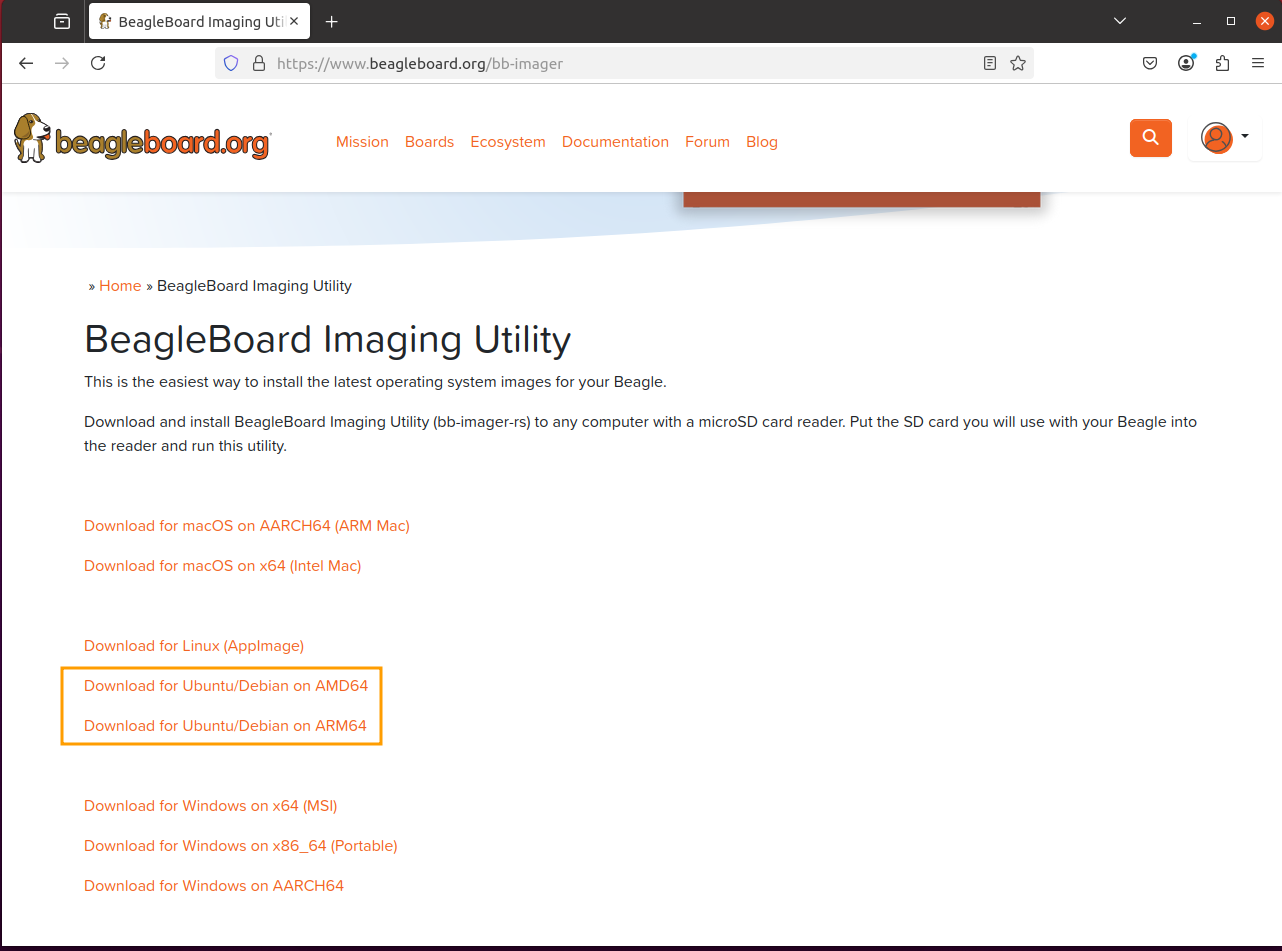 BeagleBoard Imaging Uti
https://www.beagleboard.org/bb-imager
beagleboard.org
Mission Boards Ecosystem Documentation Forum Blog
» Home » BeagleBoard Imaging Utility
BeagleBoard Imaging Utility
This is the easiest way to install the latest operating system images for your Beagle.
Download and install BeagleBoard Imaging Utility (bb-imager-rs) to any computer with a microSD card reader. Put the SD card you will use with your Beagle into
the reader and run this utility.
Download for macOS on AARCH64 (ARM Mac)
Download for macOS on x64 (Intel Mac)
Download for Linux (AppImage)
Download for Ubuntu/Debian on AMD64
Download for Ubuntu/Debian on ARM64
Download for Windows on x64 (MSI)
Download for Windows on x86_64 (Portable)
Download for Windows on AARCH64